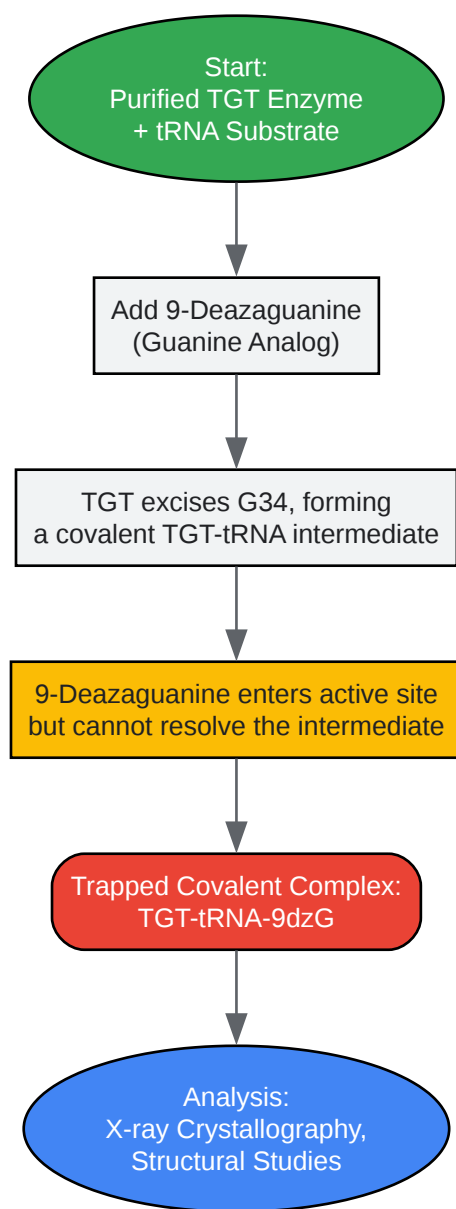 Start:
Purified TGT Enzyme
+ tRNA Substrate
Add 9-Deazaguanine
(Guanine Analog)
TGT excises G34, forming
a covalent TGT-tRNA intermediate
9-Deazaguanine enters active site
but cannot resolve the intermediate
Trapped Covalent Complex:
TGT-tRNA-9dzG
Analysis:
X-ray Crystallography,
Structural Studies